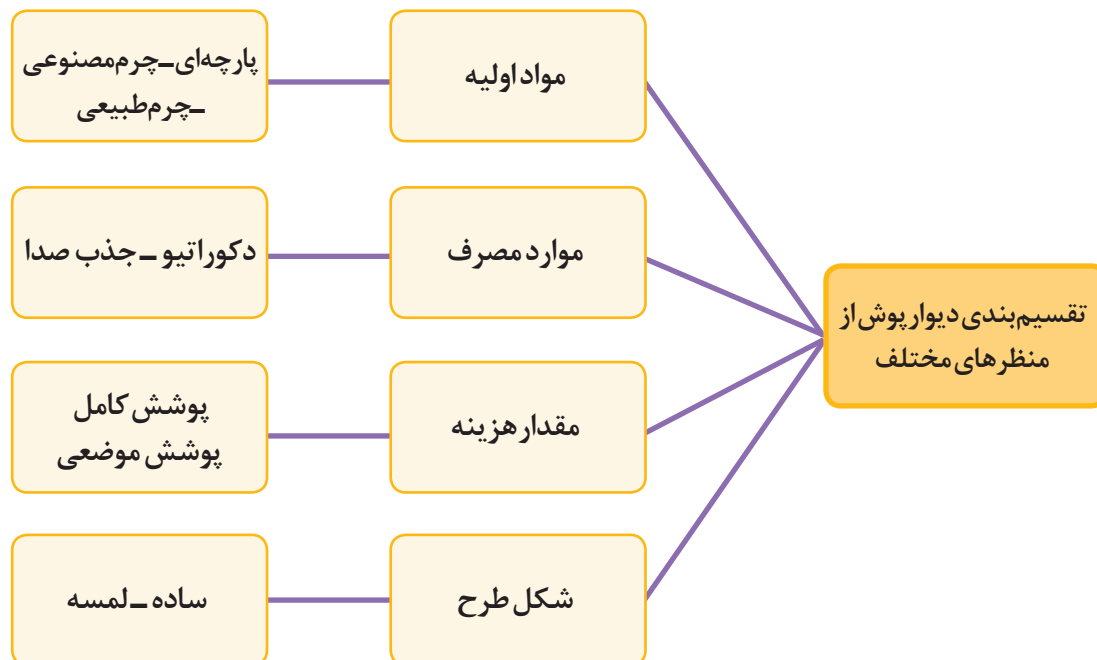 تقسیم‌بندی دیوارپوش از
منظرهای مختلف
مواد اولیه
پارچه‌ای ـ چرم مصنوعی
ـ چرم طبیعی
موارد مصرف
دکوراتیو ـ جذب صدا
مقدار هزینه
پوشش کامل
پوشش موضعی
شکل طرح
ساده ـ لمسه